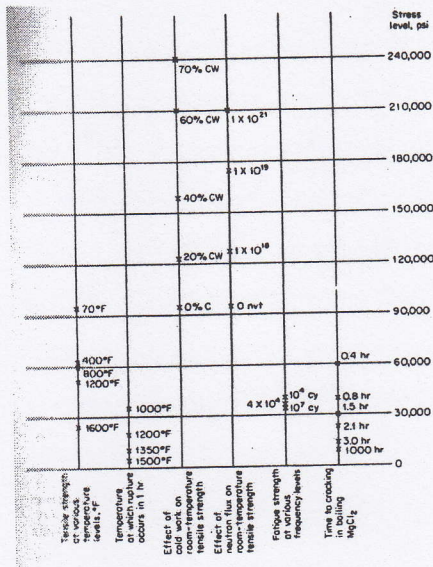 Stress
level, psi
240,000
70% CW
210,000
60% CW
1 X 10²¹
180,000
1 X 10¹⁹
40% CW
150,000
20% CW
1 X 10¹⁸
120,000
70°F
0% C
0 nvt
90,000
400°F
0.4 hr
60,000
800°F
1200°F
1000°F
4 X 10⁴
10⁴ cy
10⁷ cy
0.8 hr
1.5 hr
30,000
1600°F
1200°F
2.1 hr
1350°F
3.0 hr
1500°F
1000 hr
0
Tensile strength
at various
temperature
levels, °F
Temperature
at which rupture
occurs in 1 hr
Effect of
cold work on
room-temperature
tensile strength
Effect of
neutron flux on
room-temperature
tensile strength
Fatigue strength
at various
frequency levels
Time to cracking
in boiling
MgCl₂